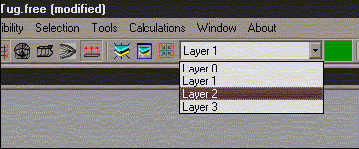 Tug.free (modified)
ibility Selection Tools Calculations Window About
Layer 1
Layer 0
Layer 1
Layer 2
Layer 3